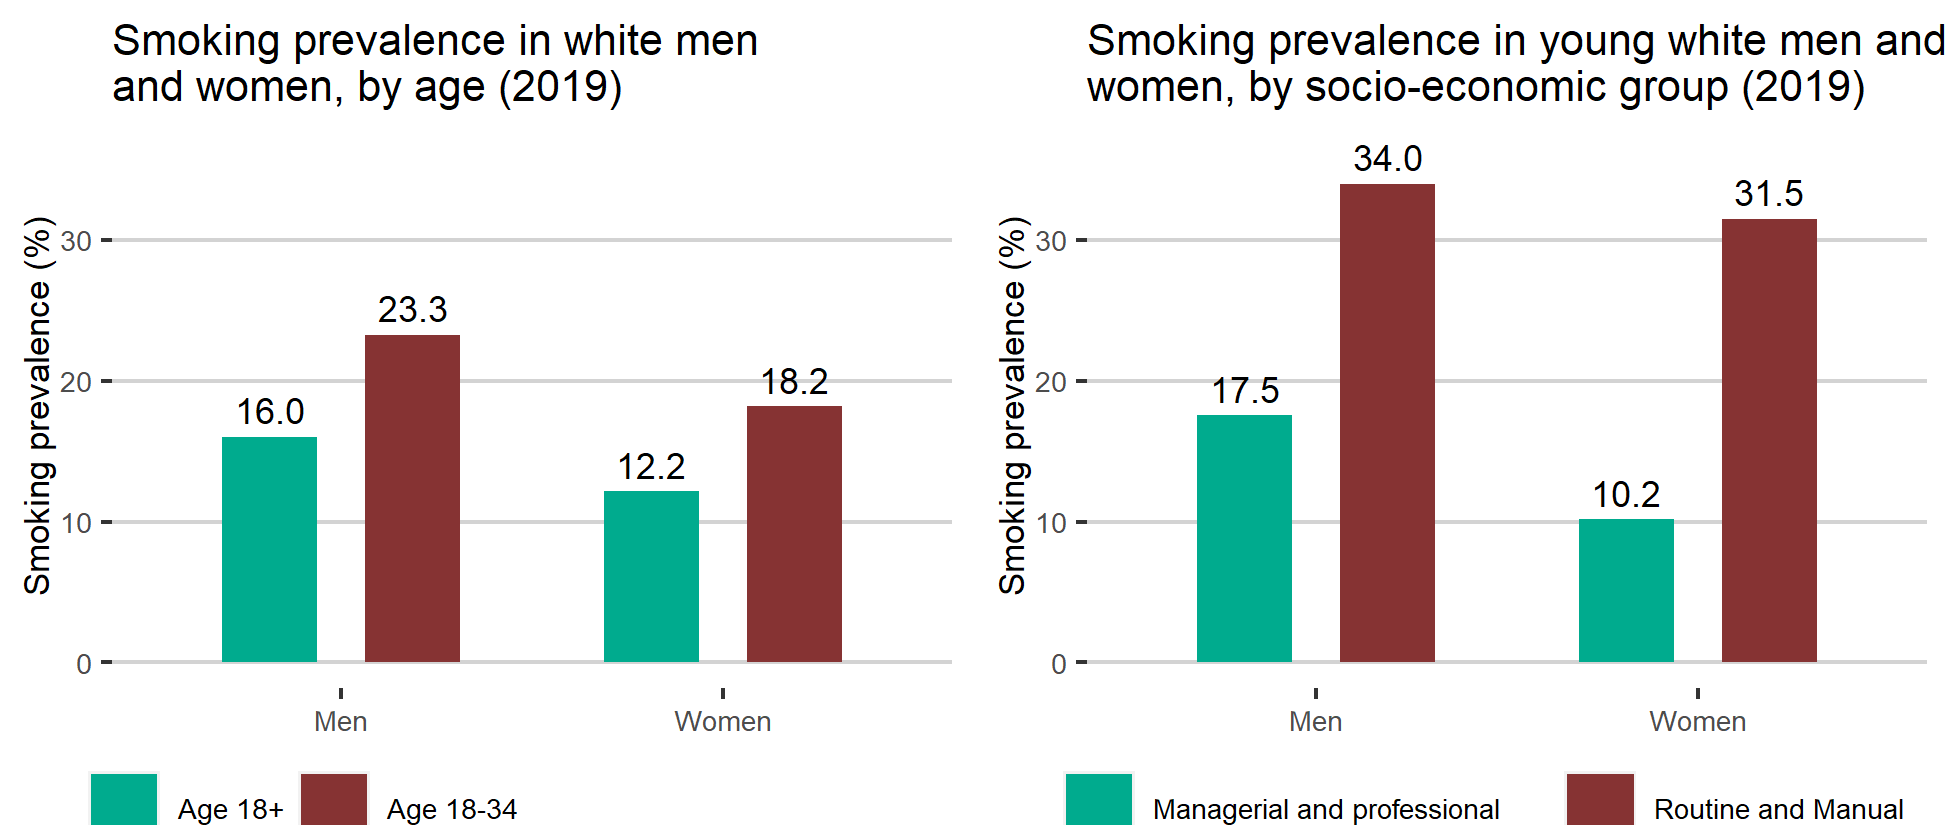 Smoking prevalence in white men
and women, by age (2019)
Smoking prevalence (%)
30
20
10
0
23.3
16.0
18.2
12.2
Men
Women
Age 18+
Age 18-34
Smoking prevalence in young white men and
women, by socio-economic group (2019)
Smoking prevalence (%)
30
20
10
0
34.0
17.5
31.5
10.2
Men
Women
Managerial and professional
Routine and Manual